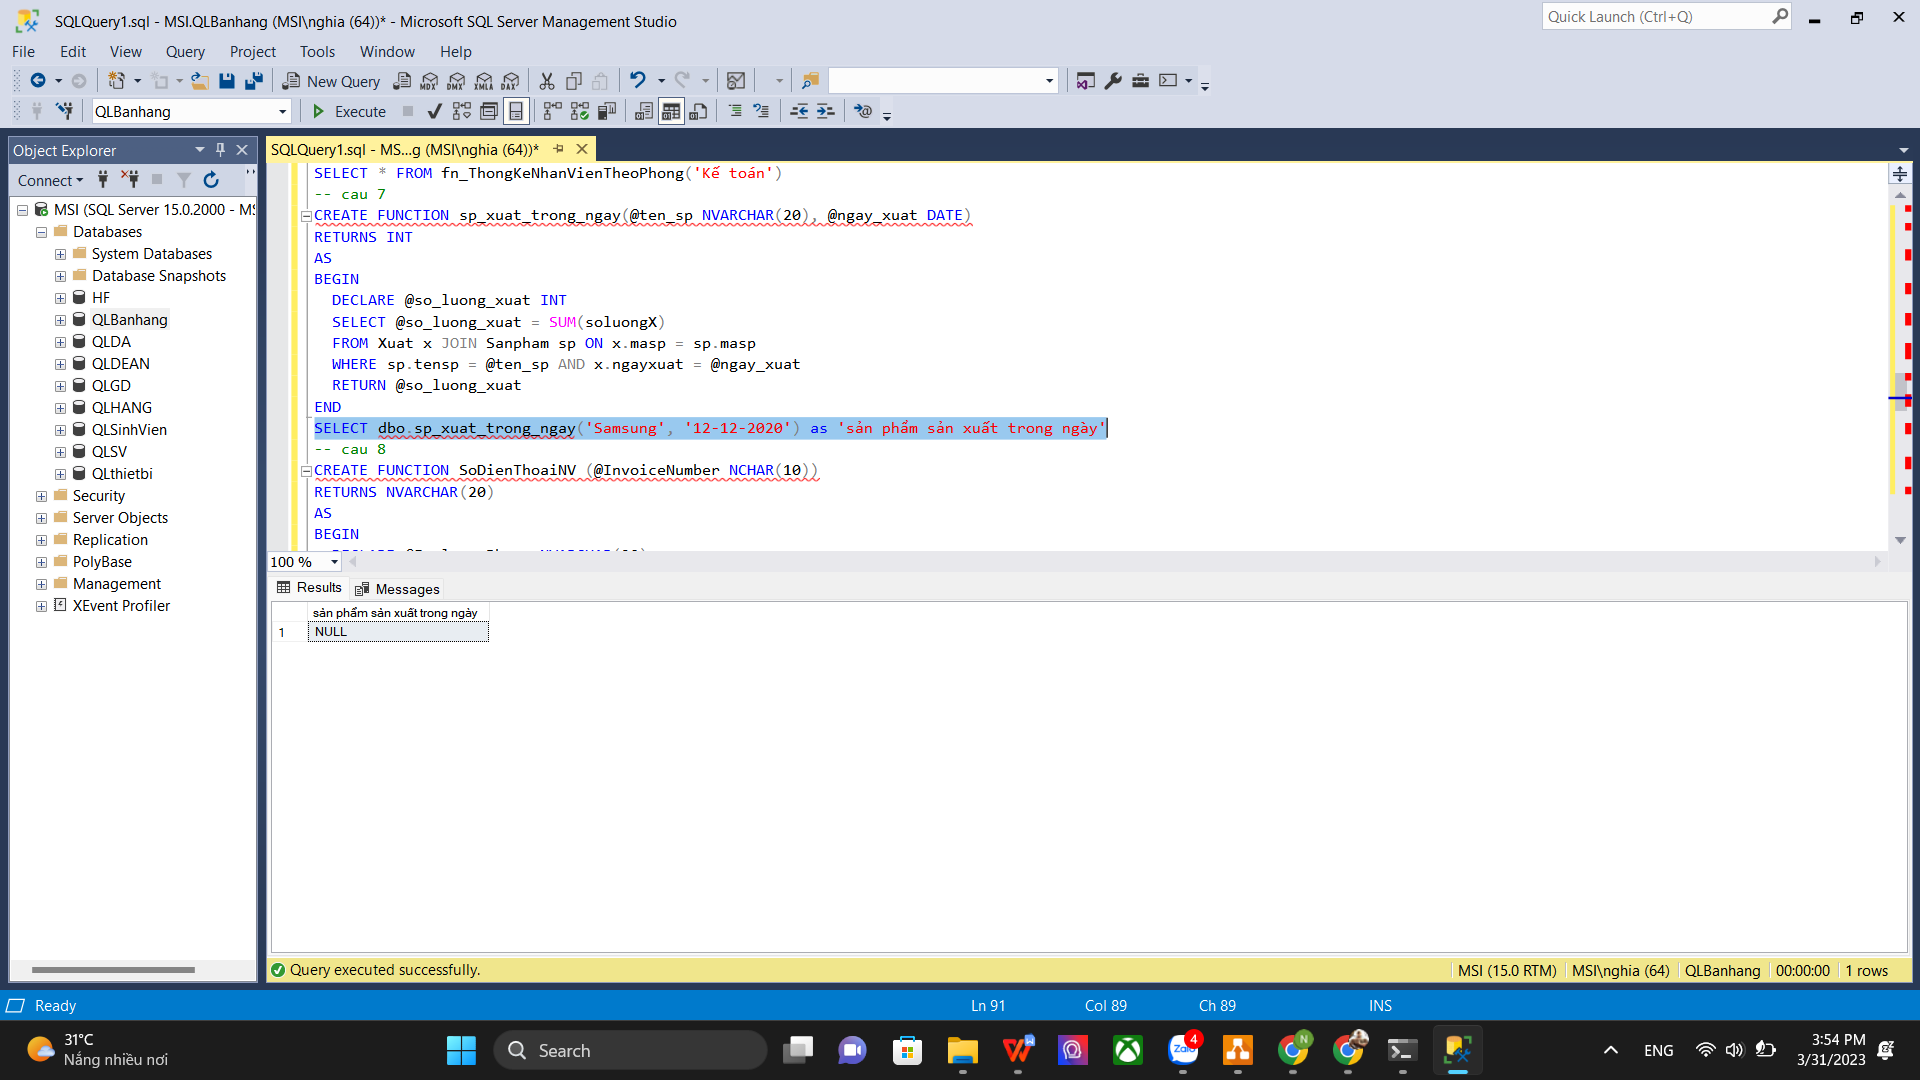 SQLQuery1.sql - MSI.QLBanhang (MSI\nghia (64))* - Microsoft SQL Server Management Studio
Quick Launch (Ctrl+Q)
File Edit View Query Project Tools Window Help
New Query MDX DMX XMLA DAX
QLBanhang Execute
Object Explorer
SQLQuery1.sql - MS...g (MSI\nghia (64))*
Connect
MSI (SQL Server 15.0.2000 - MS
Databases
System Databases
Database Snapshots
HF
QLBanhang
QLDA
QLDEAN
QLGD
QLHANG
QLSinhVien
QLSV
QLthietbi
Security
Server Objects
Replication
PolyBase
Management
XEvent Profiler
SELECT * FROM fn_ThongKeNhanVienTheoPhong('Kế toán')
-- cau 7
CREATE FUNCTION sp_xuat_trong_ngay(@ten_sp NVARCHAR(20), @ngay_xuat DATE)
RETURNS INT
AS
BEGIN
DECLARE @so_luong_xuat INT
SELECT @so_luong_xuat = SUM(soluongX)
FROM Xuat x JOIN Sanpham sp ON x.masp = sp.masp
WHERE sp.tensp = @ten_sp AND x.ngayxuat = @ngay_xuat
RETURN @so_luong_xuat
END
SELECT dbo.sp_xuat_trong_ngay('Samsung', '12-12-2020') as 'sản phẩm sản xuất trong ngày'
-- cau 8
CREATE FUNCTION SoDienThoaiNV (@InvoiceNumber NCHAR(10))
RETURNS NVARCHAR(20)
AS
BEGIN
100 %
Results Messages
sản phẩm sản xuất trong ngày
1 NULL
Query executed successfully.
MSI (15.0 RTM) MSI\nghia (64) QLBanhang 00:00:00 1 rows
Ready Ln 91 Col 89 Ch 89 INS
31°C
Nắng nhiều nơi
Search
Zalo 4
N
ENG
3:54 PM
3/31/2023